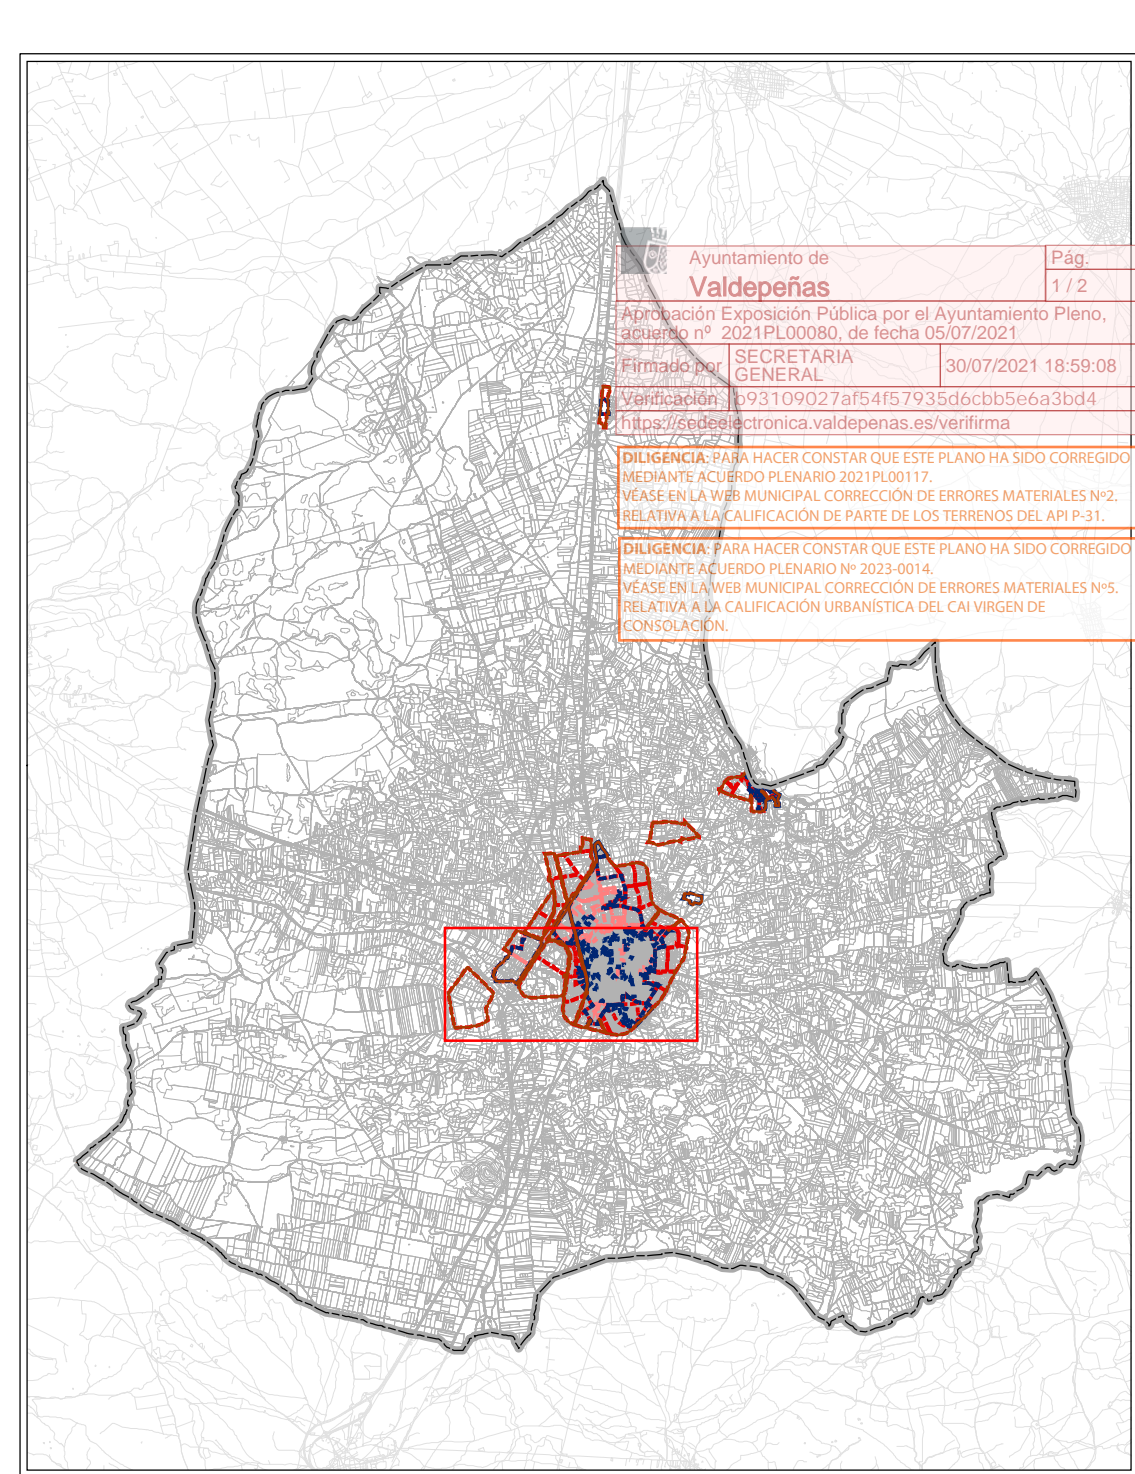 Ayuntamiento de
Valdepeñas
Pág.
1 / 2
Aprobación Exposición Pública por el Ayuntamiento Pleno,
acuerdo nº 2021PL00080, de fecha 05/07/2021
Firmado por
SECRETARIA
GENERAL
30/07/2021 18:59:08
Verificación
b93109027af54f57935d6cbb5e6a3bd4
https://sedeelectronica.valdepenas.es/verifirma
DILIGENCIA: PARA HACER CONSTAR QUE ESTE PLANO HA SIDO CORREGIDO
MEDIANTE ACUERDO PLENARIO 2021PL00117.
VÉASE EN LA WEB MUNICIPAL CORRECCIÓN DE ERRORES MATERIALES Nº2.
RELATIVA A LA CALIFICACIÓN DE PARTE DE LOS TERRENOS DEL API P-31.
DILIGENCIA: PARA HACER CONSTAR QUE ESTE PLANO HA SIDO CORREGIDO
MEDIANTE ACUERDO PLENARIO Nº 2023-0014.
VÉASE EN LA WEB MUNICIPAL CORRECCIÓN DE ERRORES MATERIALES Nº5.
RELATIVA A LA CALIFICACIÓN URBANÍSTICA DEL CAI VIRGEN DE
CONSOLACIÓN.